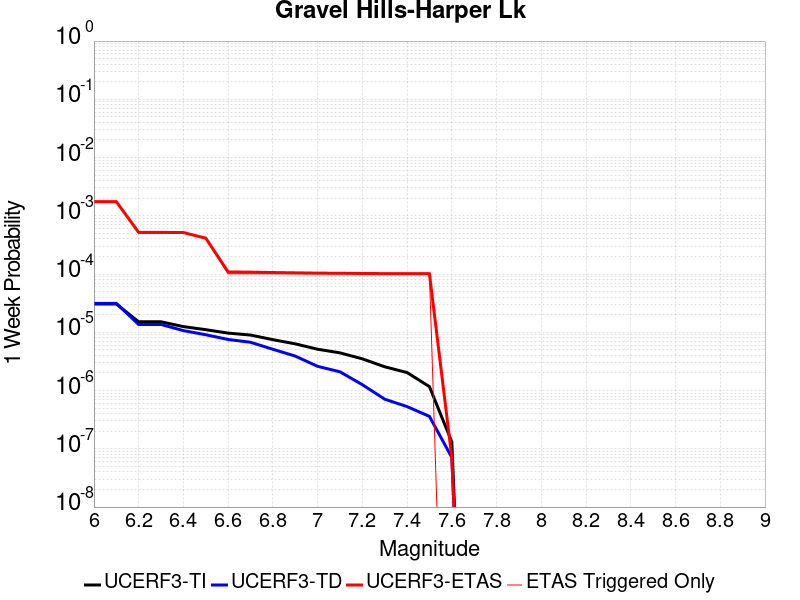 Gravel Hills-Harper Lk
10 0
10 -1
10 -2
10 -3
10 -4
10 -5
10 -6
10 -7
10 -8
1 Week Probability
6 6.2 6.4 6.6 6.8 7 7.2 7.4 7.6 7.8 8 8.2 8.4 8.6 8.8 9
Magnitude
UCERF3-TI UCERF3-TD UCERF3-ETAS ETAS Triggered Only